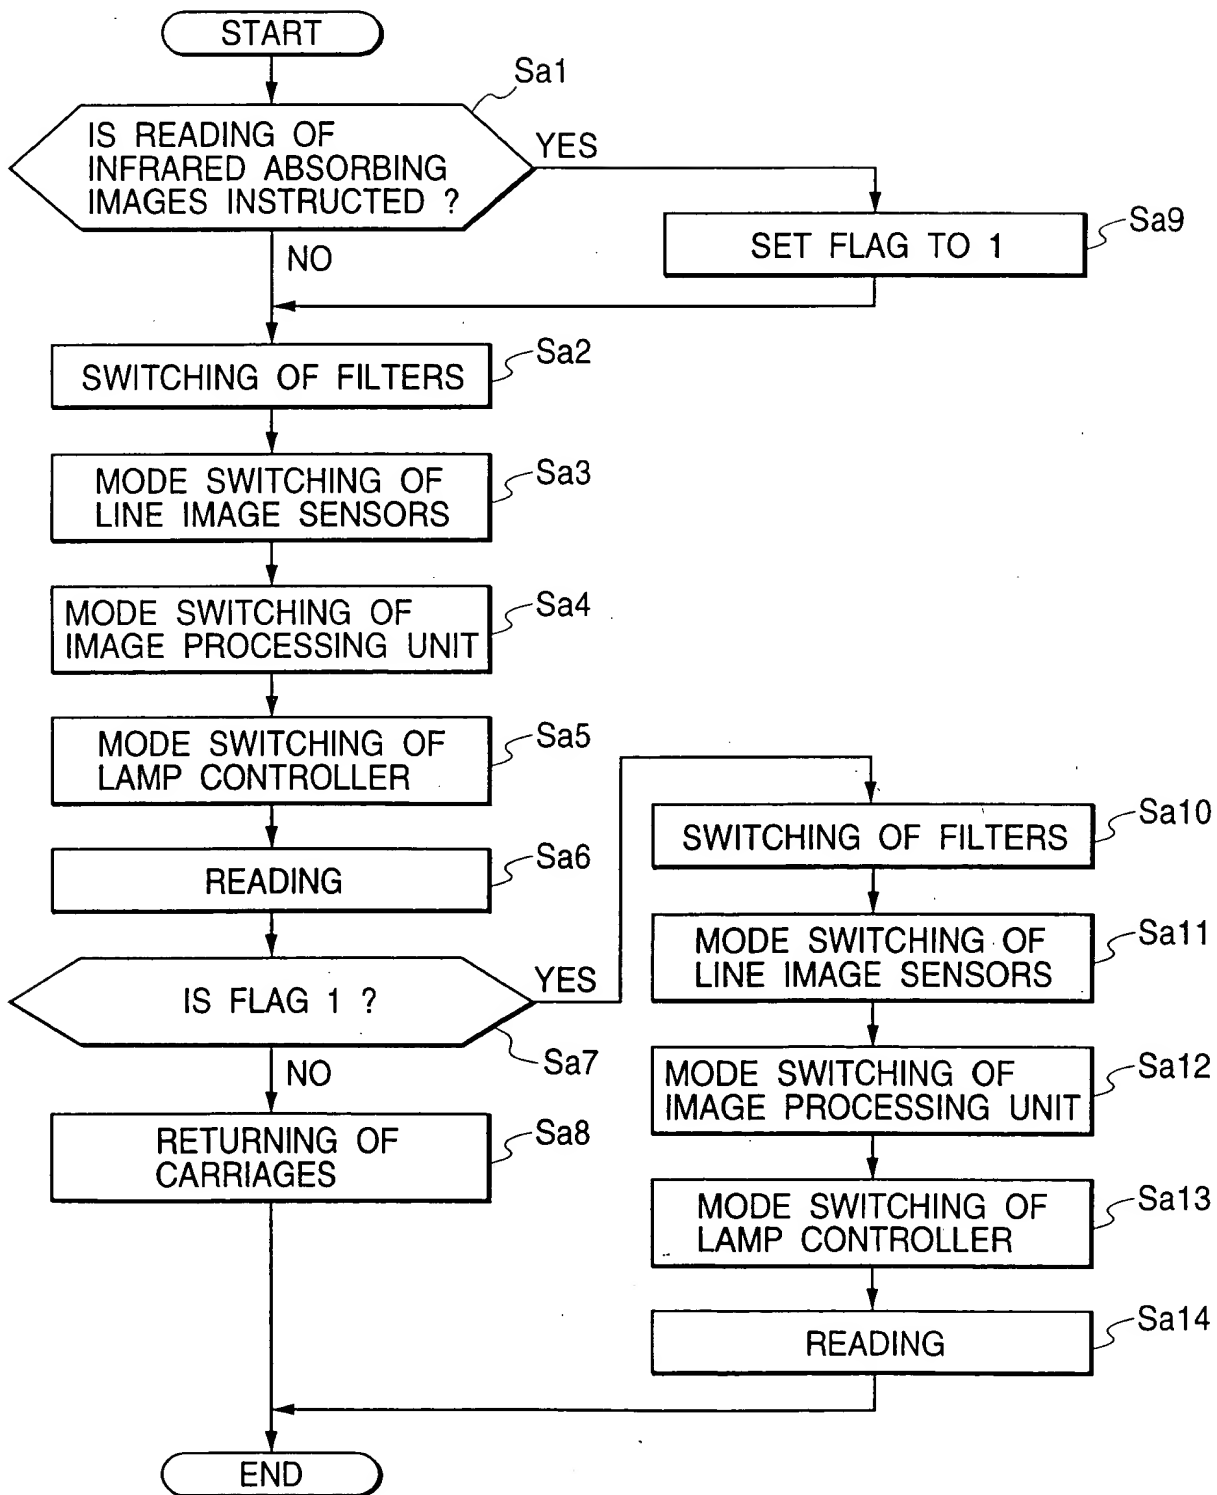 START
Sa1
IS READING OF
INFRARED ABSORBING
IMAGES INSTRUCTED ?
YES
NO
SET FLAG TO 1
Sa9
SWITCHING OF FILTERS
Sa2
MODE SWITCHING OF
LINE IMAGE SENSORS
Sa3
MODE SWITCHING OF
IMAGE PROCESSING UNIT
Sa4
MODE SWITCHING OF
LAMP CONTROLLER
Sa5
READING
Sa6
IS FLAG 1 ?
YES
Sa7
NO
RETURNING OF
CARRIAGES
Sa8
SWITCHING OF FILTERS
Sa10
MODE SWITCHING OF
LINE IMAGE SENSORS
Sa11
MODE SWITCHING OF
IMAGE PROCESSING UNIT
Sa12
MODE SWITCHING OF
LAMP CONTROLLER
Sa13
READING
Sa14
END